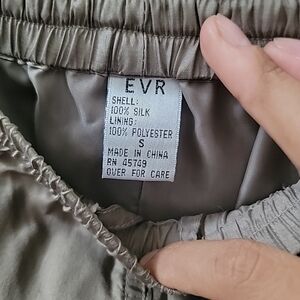 EVR
SHELL:
100% SILK
LINING:
100% POLYESTER
S
MADE IN CHINA
RN 45749
OVER FOR CARE